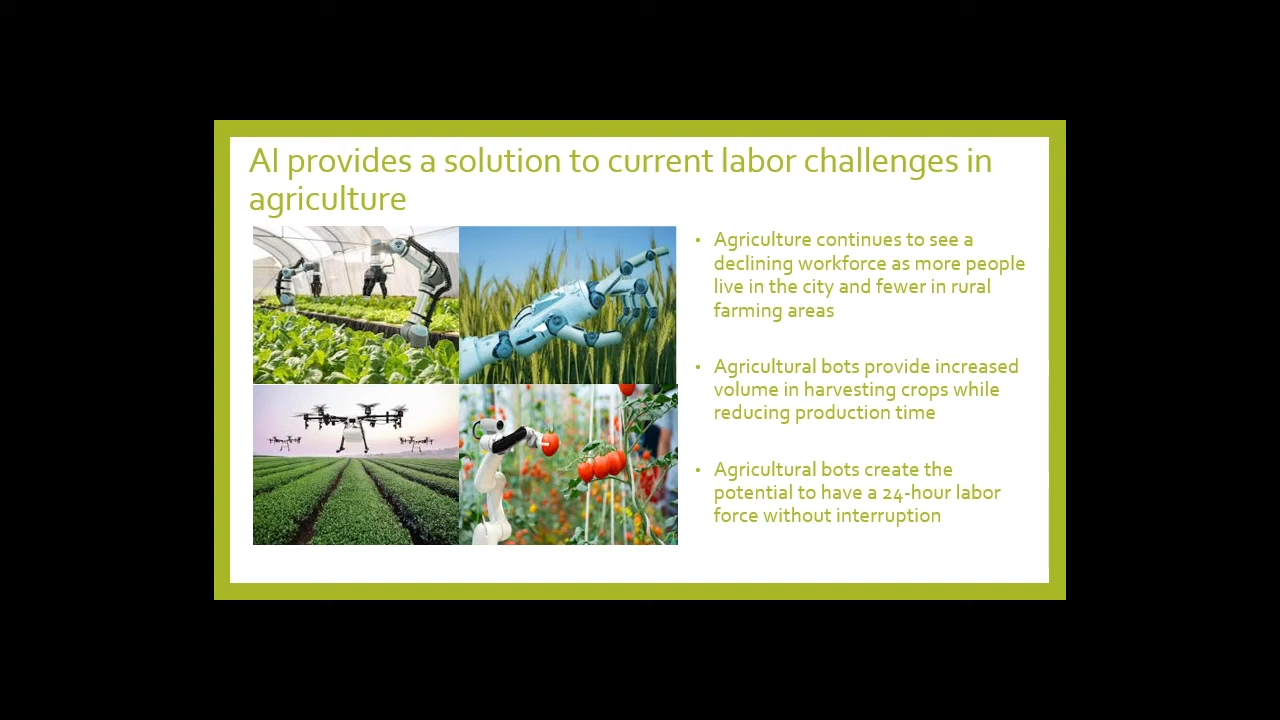 AI provides a solution to current labor challenges in
agriculture
• Agriculture continues to see a
declining workforce as more people
live in the city and fewer in rural
farming areas
• Agricultural bots provide increased
volume in harvesting crops while
reducing production time
• Agricultural bots create the
potential to have a 24-hour labor
force without interruption